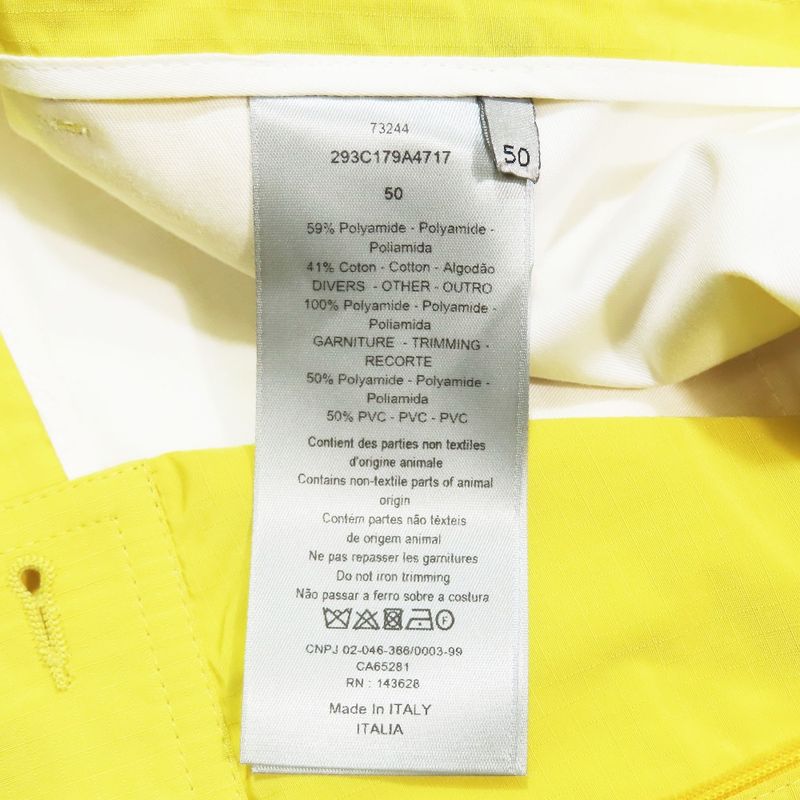 73244
293C179A4717
50
50
59% Polyamide - Polyamide -
Poliamida
41% Coton - Cotton - Algodão
DIVERS - OTHER - OUTRO
100% Polyamide - Polyamide -
Poliamida
GARNITURE - TRIMMING -
RECORTE
50% Polyamide - Polyamide -
Poliamida
50% PVC - PVC - PVC
Contient des parties non textiles
d'origine animale
Contains non-textile parts of animal
origin
Contém partes não têxteis
de origem animal
Ne pas repasser les garnitures
Do not iron trimming
Não passar a ferro sobre a costura
F
CNPJ 02-046-366/0003-99
CA65281
RN : 143628
Made In ITALY
ITALIA